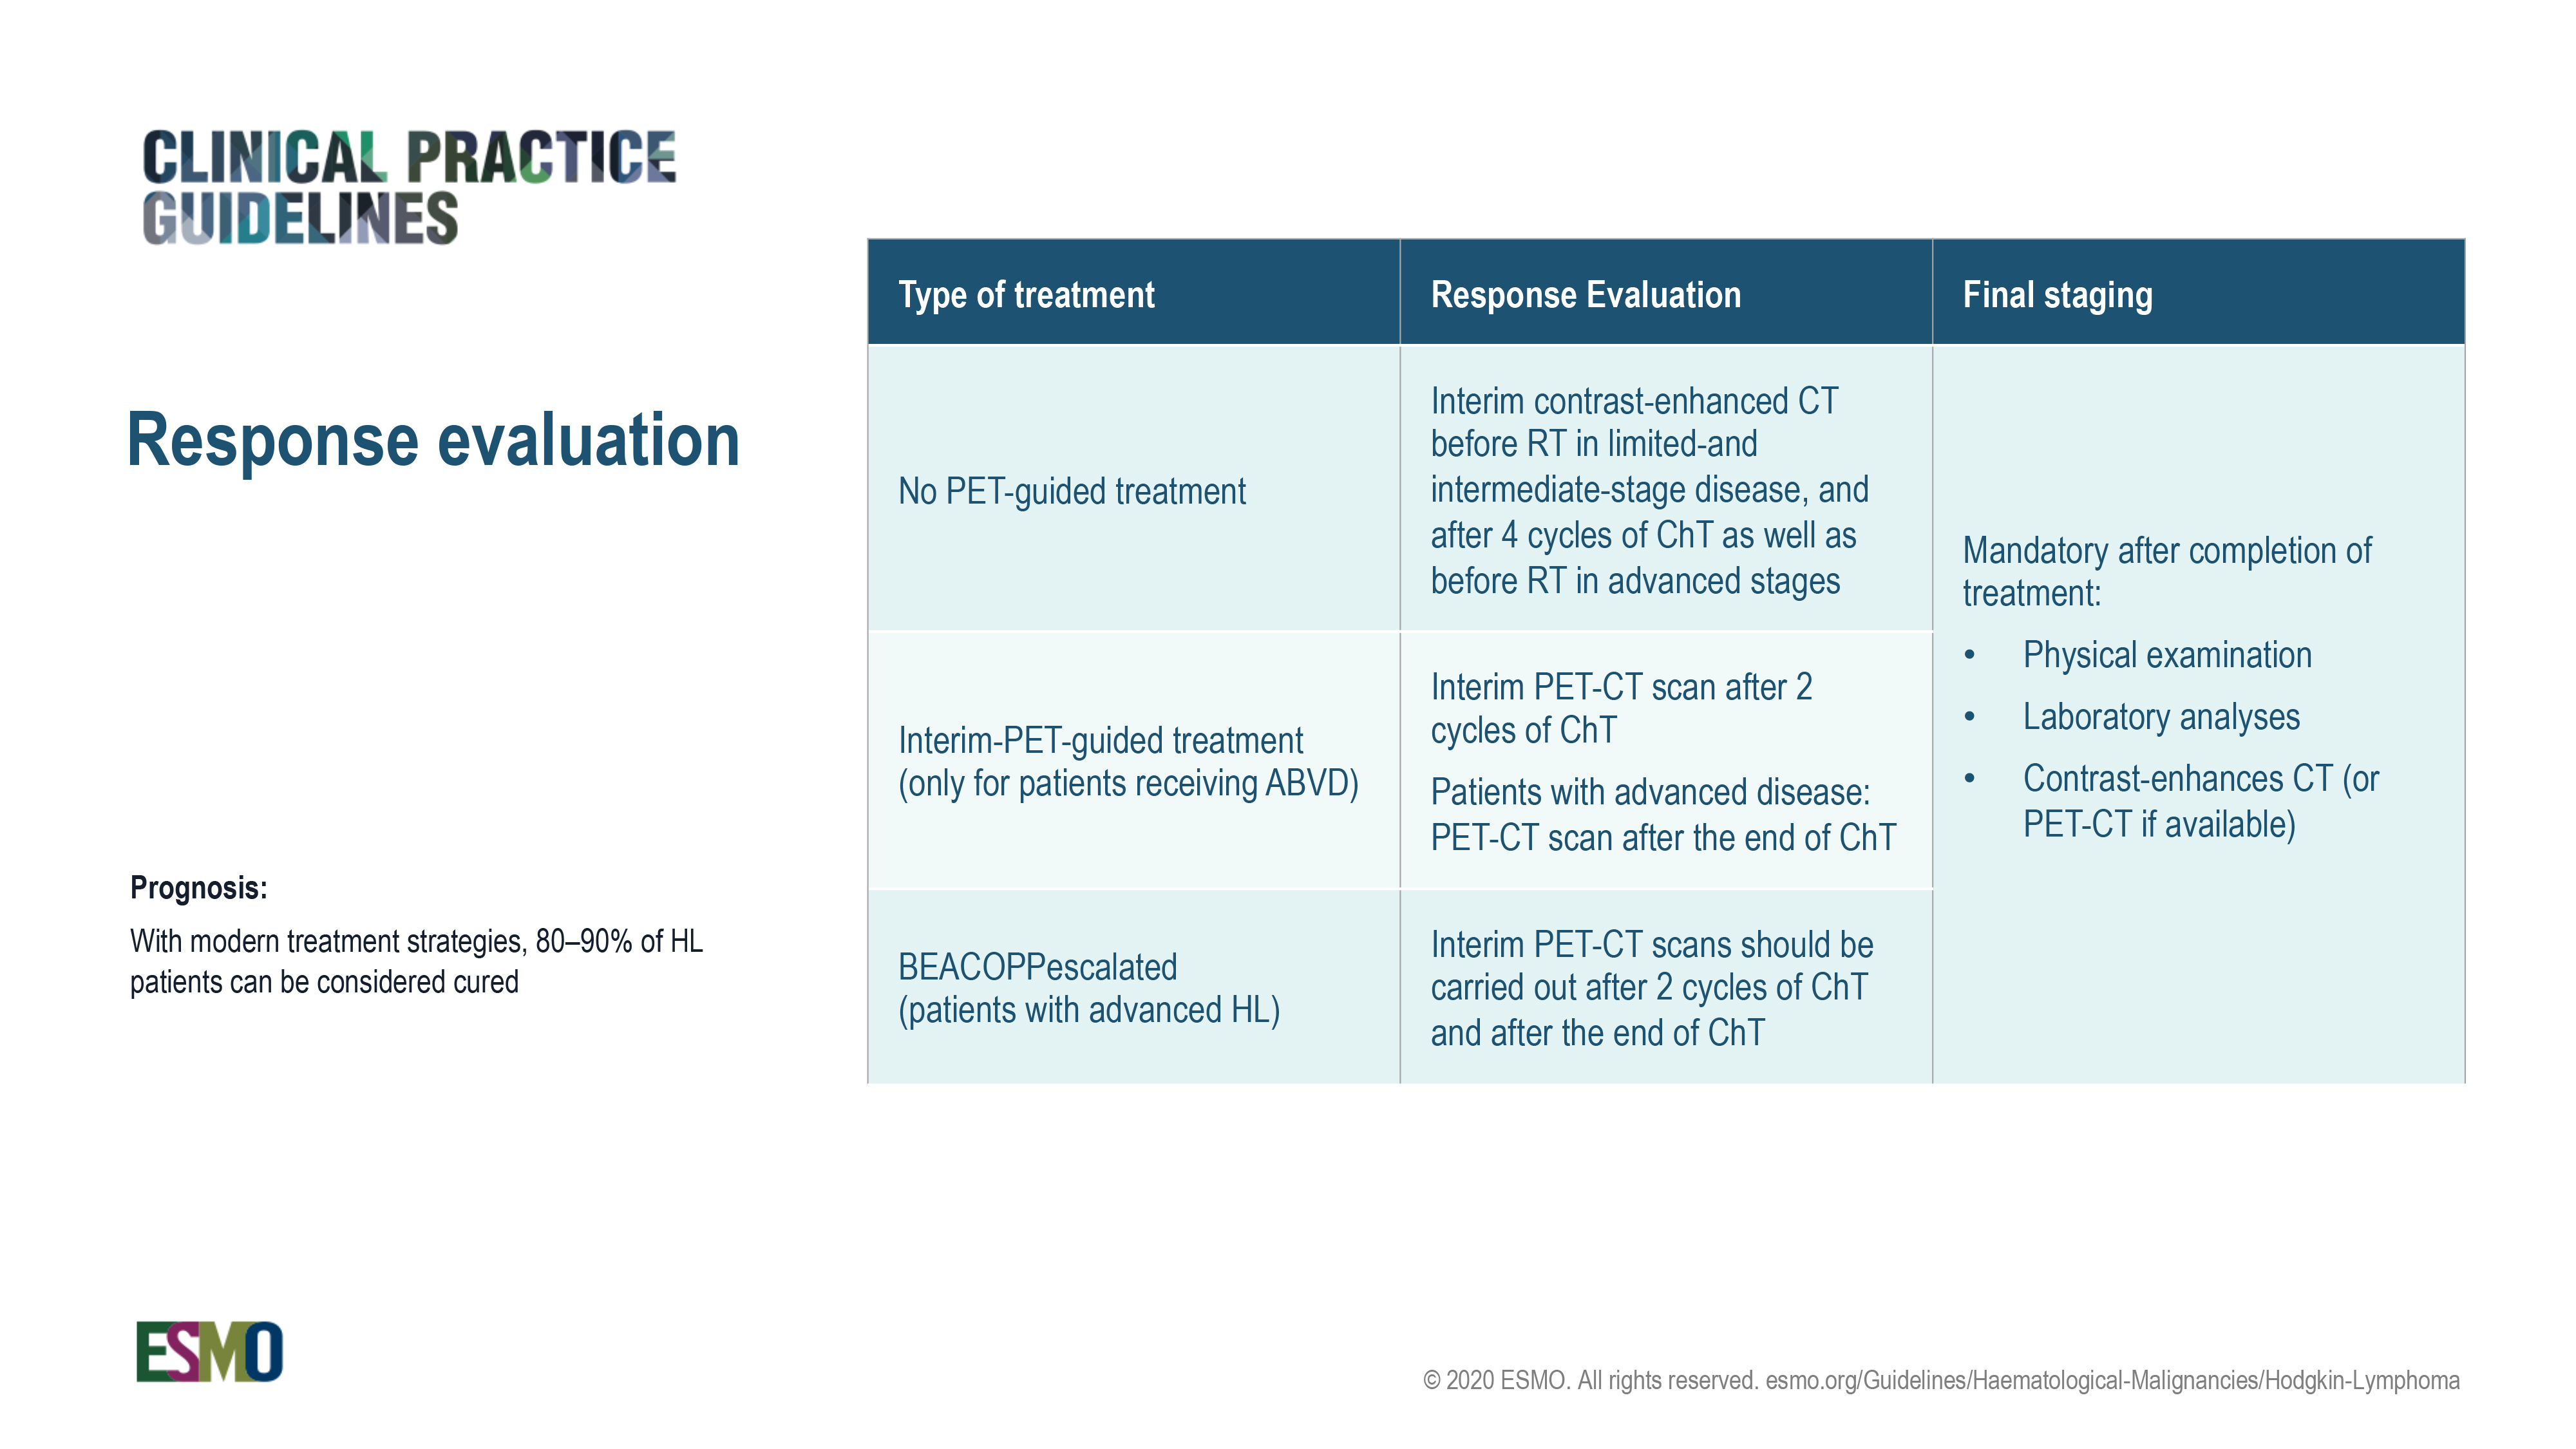 CLINICAL PRACTICE
GUIDELINES
Response evaluation
Prognosis:
With modern treatment strategies, 80–90% of HL
patients can be considered cured
Type of treatment
Response Evaluation
Final staging
No PET-guided treatment
Interim contrast-enhanced CT
before RT in limited-and
intermediate-stage disease, and
after 4 cycles of ChT as well as
before RT in advanced stages
Interim-PET-guided treatment
(only for patients receiving ABVD)
Interim PET-CT scan after 2
cycles of ChT
Patients with advanced disease:
PET-CT scan after the end of ChT
BEACOPPescalated
(patients with advanced HL)
Interim PET-CT scans should be
carried out after 2 cycles of ChT
and after the end of ChT
Mandatory after completion of
treatment:
• Physical examination
• Laboratory analyses
• Contrast-enhances CT (or
PET-CT if available)
ESMO
© 2020 ESMO. All rights reserved. esmo.org/Guidelines/Haematological-Malignancies/Hodgkin-Lymphoma